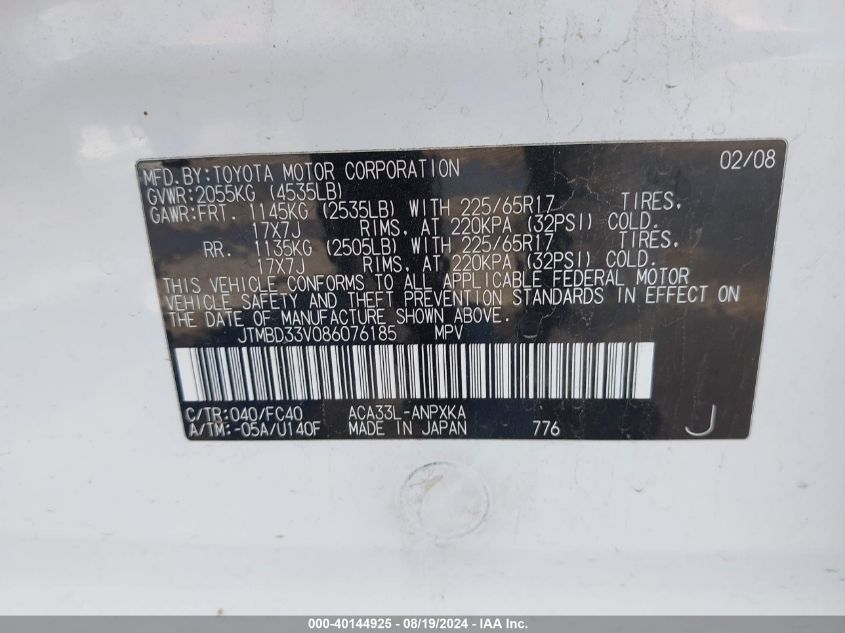 MFD. BY:TOYOTA MOTOR CORPORATION 02/08
GVWR:2055KG (4535LB)
GAWR:FRT. 1145KG (2535LB) WITH 225/65R17 TIRES.
17X7J RIMS. AT 220KPA (32PSI) COLD.
RR. 1135KG (2505LB) WITH 225/65R17 TIRES.
17X7J RIMS. AT 220KPA (32PSI) COLD.
THIS VEHICLE CONFORMS TO ALL APPLICABLE FEDERAL MOTOR
VEHICLE SAFETY AND THEFT PREVENTION STANDARDS IN EFFECT ON
THE DATE OF MANUFACTURE SHOWN ABOVE.
JTMBD33V086076185 MPV
C/TR:040/FC40 ACA33L-ANPXKA
A/TM:-05A/U140F MADE IN JAPAN 776 J
000-40144925 - 08/19/2024 - IAA Inc.